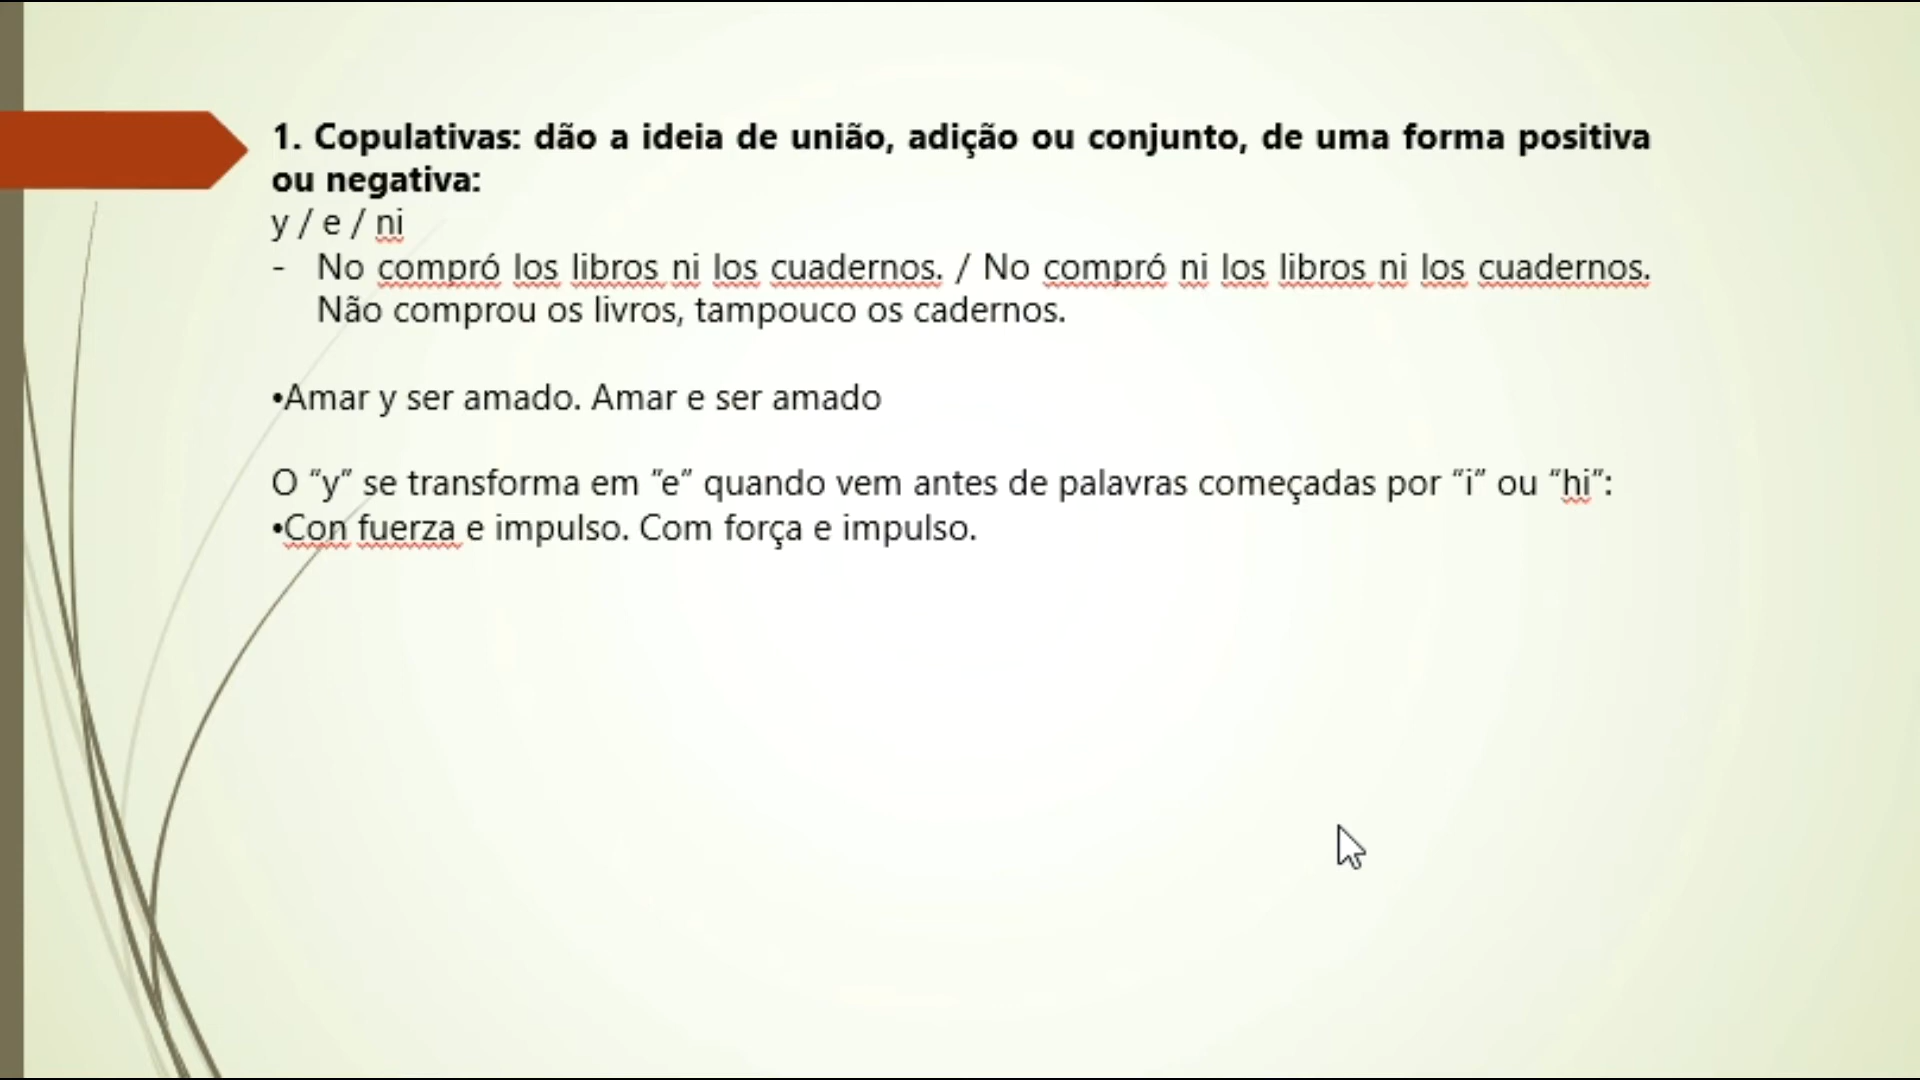 1. Copulativas: dão a ideia de união, adição ou conjunto, de uma forma positiva
ou negativa:
y / e / ni
- No compró los libros ni los cuadernos. / No compró ni los libros ni los cuadernos.
Não comprou os livros, tampouco os cadernos.
•Amar y ser amado. Amar e ser amado
O “y” se transforma em “e” quando vem antes de palavras começadas por “i” ou “hi”:
•Con fuerza e impulso. Com força e impulso.